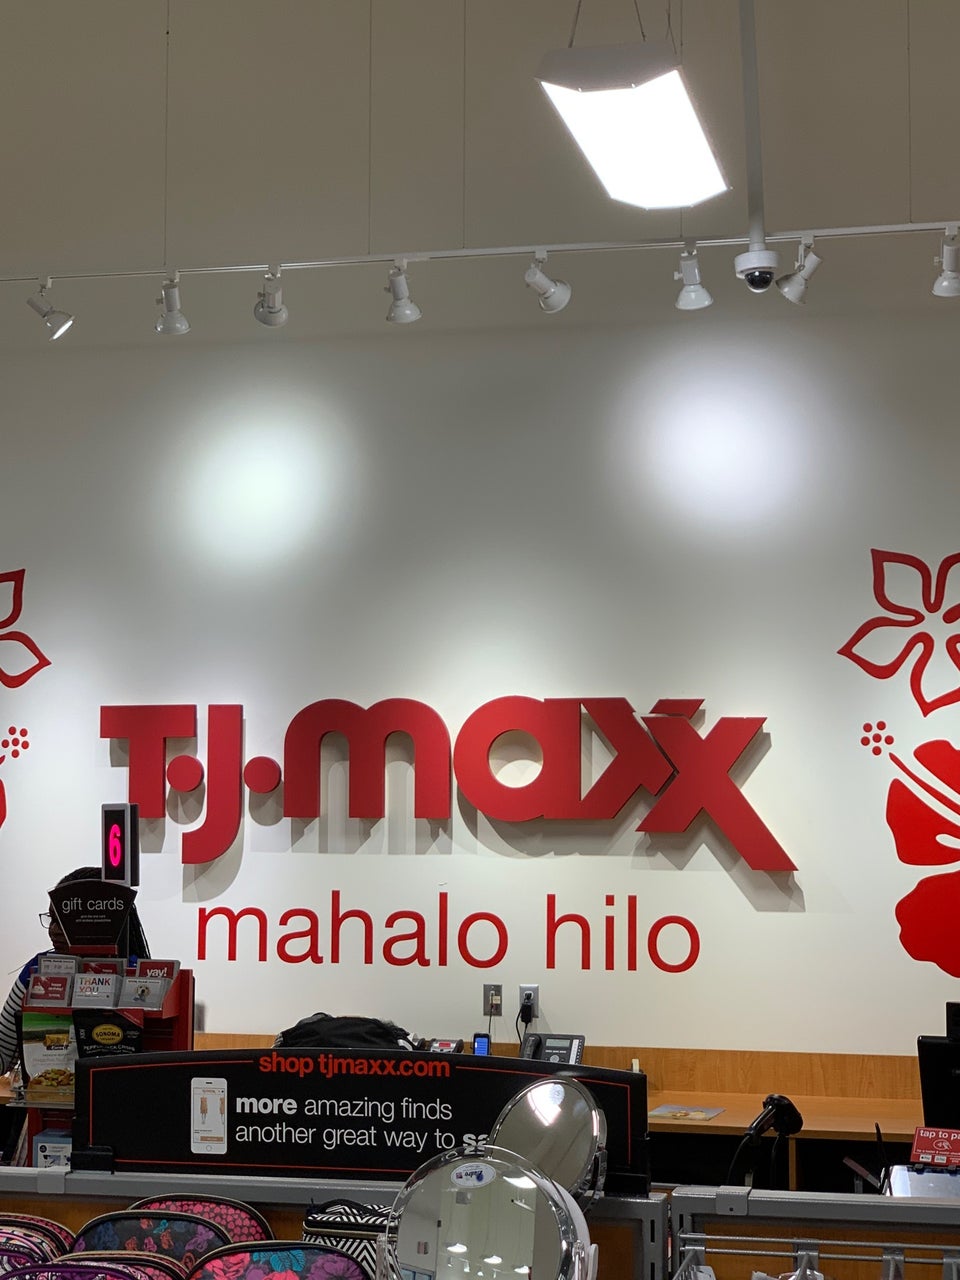 T·J·maxx
mahalo hilo
6
gift cards
yay!
THANK
YOU
SONOMA
shop tjmaxx.com
more amazing finds
another great way to sa
tap to pa